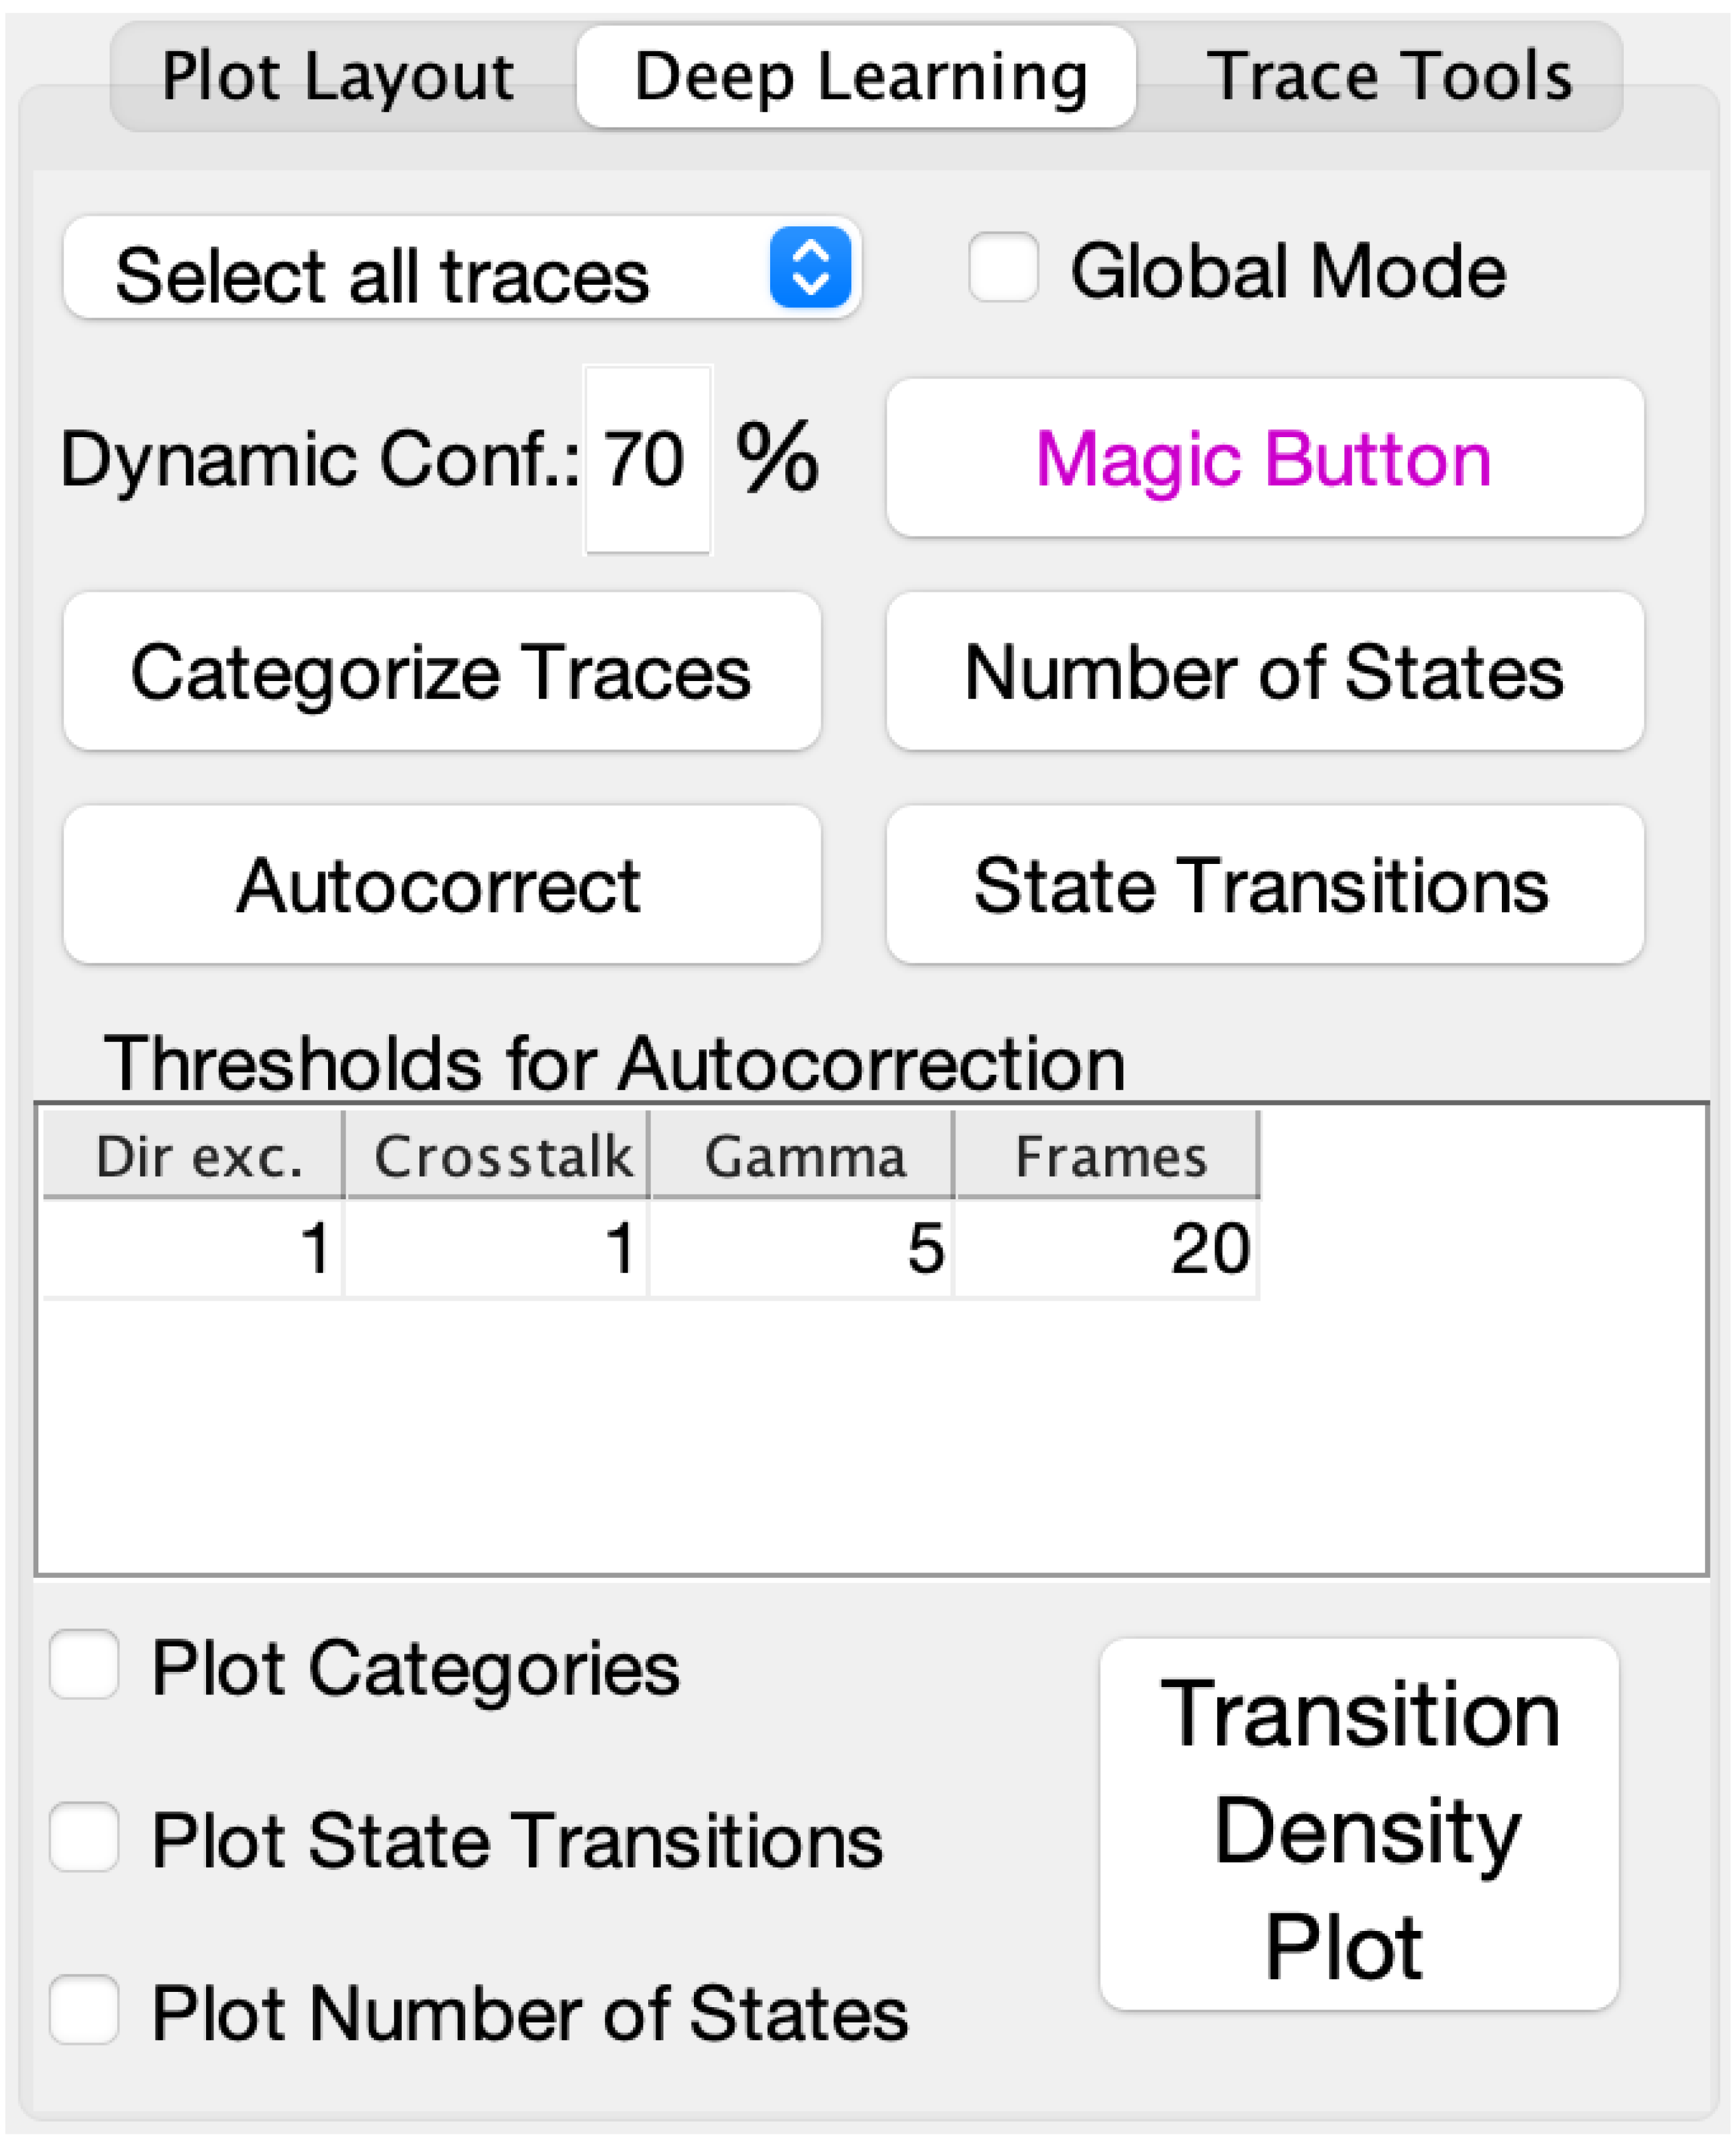 Plot Layout Deep Learning Trace Tools
Select all traces Global Mode
Dynamic Conf.: 70 % Magic Button
Categorize Traces Number of States
Autocorrect State Transitions
Thresholds for Autocorrection
Dir exc. Crosstalk Gamma Frames
1 1 5 20
Plot Categories
Plot State Transitions
Plot Number of States
Transition
Density
Plot